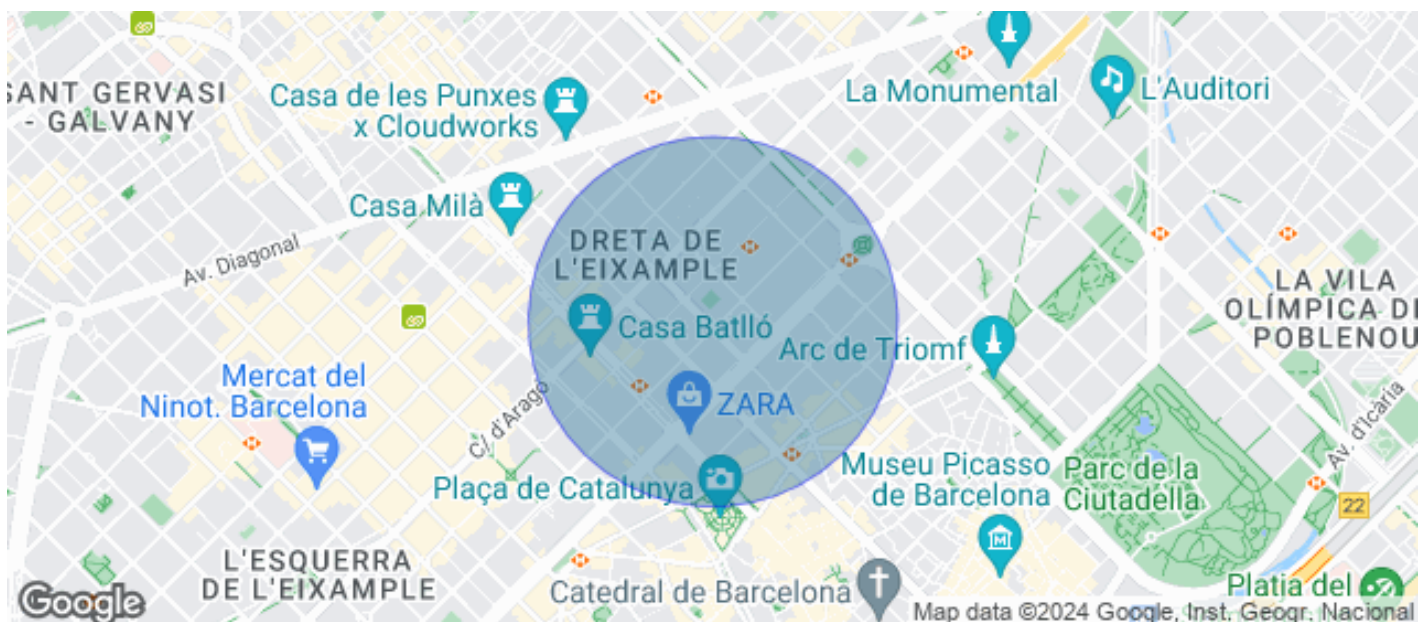 SANT GERVASI
- GALVANY
Casa de les Punxes
x Cloudworks
La Monumental
L'Auditori
Casa Milà
Av. Diagonal
DRETA DE
L'EIXAMPLE
LA VILA
OLÍMPICA DE
POBLENOU
Casa Batlló
Arc de Triomf
Mercat del
Ninot. Barcelona
C/ d'Aragó
ZARA
Av. d'Icària
Plaça de Catalunya
Museu Picasso
de Barcelona
Parc de la
Ciutadella
22
L'ESQUERRA
DE L'EIXAMPLE
Catedral de Barcelona
Platja del
Google
Map data ©2024 Google, Inst. Geogr. Nacional